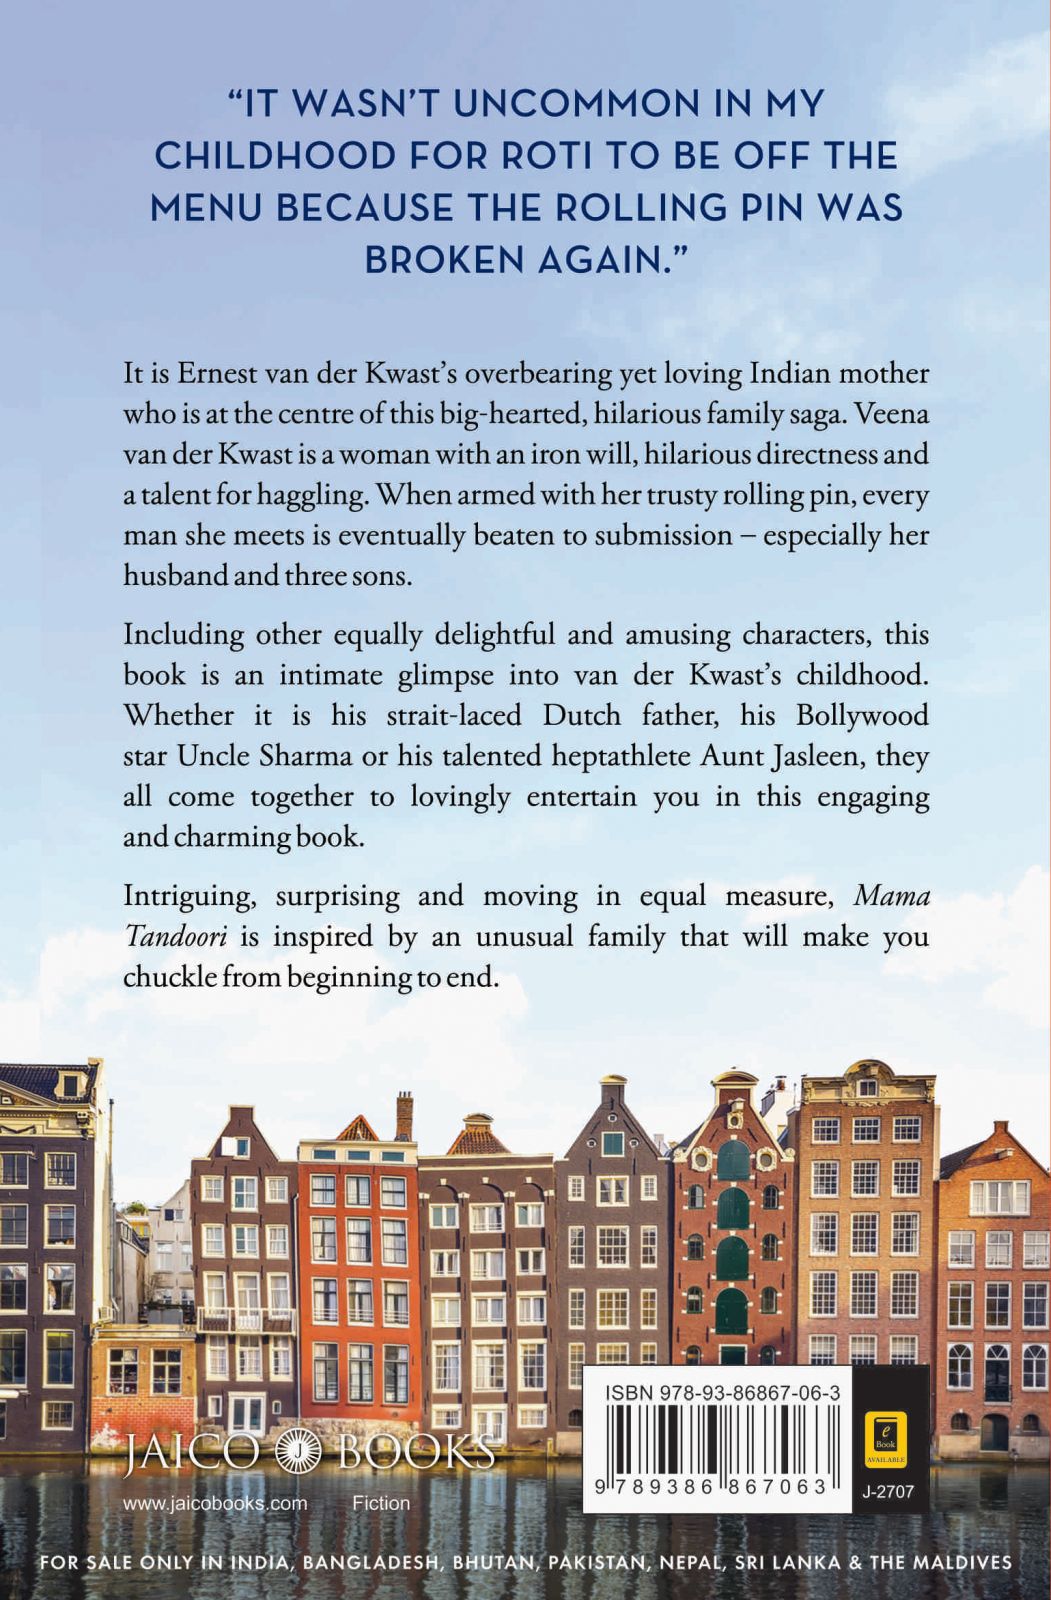 “IT WASN’T UNCOMMON IN MY
CHILDHOOD FOR ROTI TO BE OFF THE
MENU BECAUSE THE ROLLING PIN WAS
BROKEN AGAIN.”
It is Ernest van der Kwast’s overbearing yet loving Indian mother
who is at the centre of this big-hearted, hilarious family saga. Veena
van der Kwast is a woman with an iron will, hilarious directness and
a talent for haggling. When armed with her trusty rolling pin, every
man she meets is eventually beaten to submission – especially her
husband and three sons.
Including other equally delightful and amusing characters, this
book is an intimate glimpse into van der Kwast’s childhood.
Whether it is his strait-laced Dutch father, his Bollywood
star Uncle Sharma or his talented heptathlete Aunt Jasleen, they
all come together to lovingly entertain you in this engaging
and charming book.
Intriguing, surprising and moving in equal measure, Mama
Tandoori is inspired by an unusual family that will make you
chuckle from beginning to end.
JAICO J BOOKS
www.jaicobooks.com Fiction
ISBN 978-93-86867-06-3
9 789386 867063
e
Book
AVAILABLE
J-2707
FOR SALE ONLY IN INDIA, BANGLADESH, BHUTAN, PAKISTAN, NEPAL, SRI LANKA & THE MALDIVES